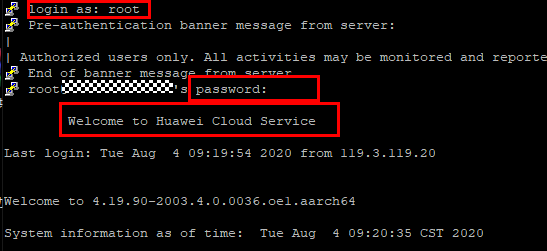 login as: root
Pre-authentication banner message from server:
|
| Authorized users only. All activities may be monitored and reporte
End of banner message from server
root 's password:
Welcome to Huawei Cloud Service
Last login: Tue Aug 4 09:19:54 2020 from 119.3.119.20
Welcome to 4.19.90-2003.4.0.0036.oel.aarch64
System information as of time: Tue Aug 4 09:20:35 CST 2020